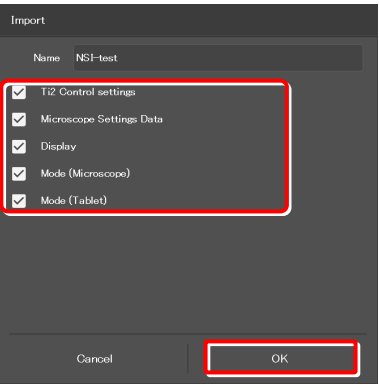 Import
Name NSI-test
Ti2 Control settings
Microscope Settings Data
Display
Mode (Microscope)
Mode (Tablet)
Cancel OK